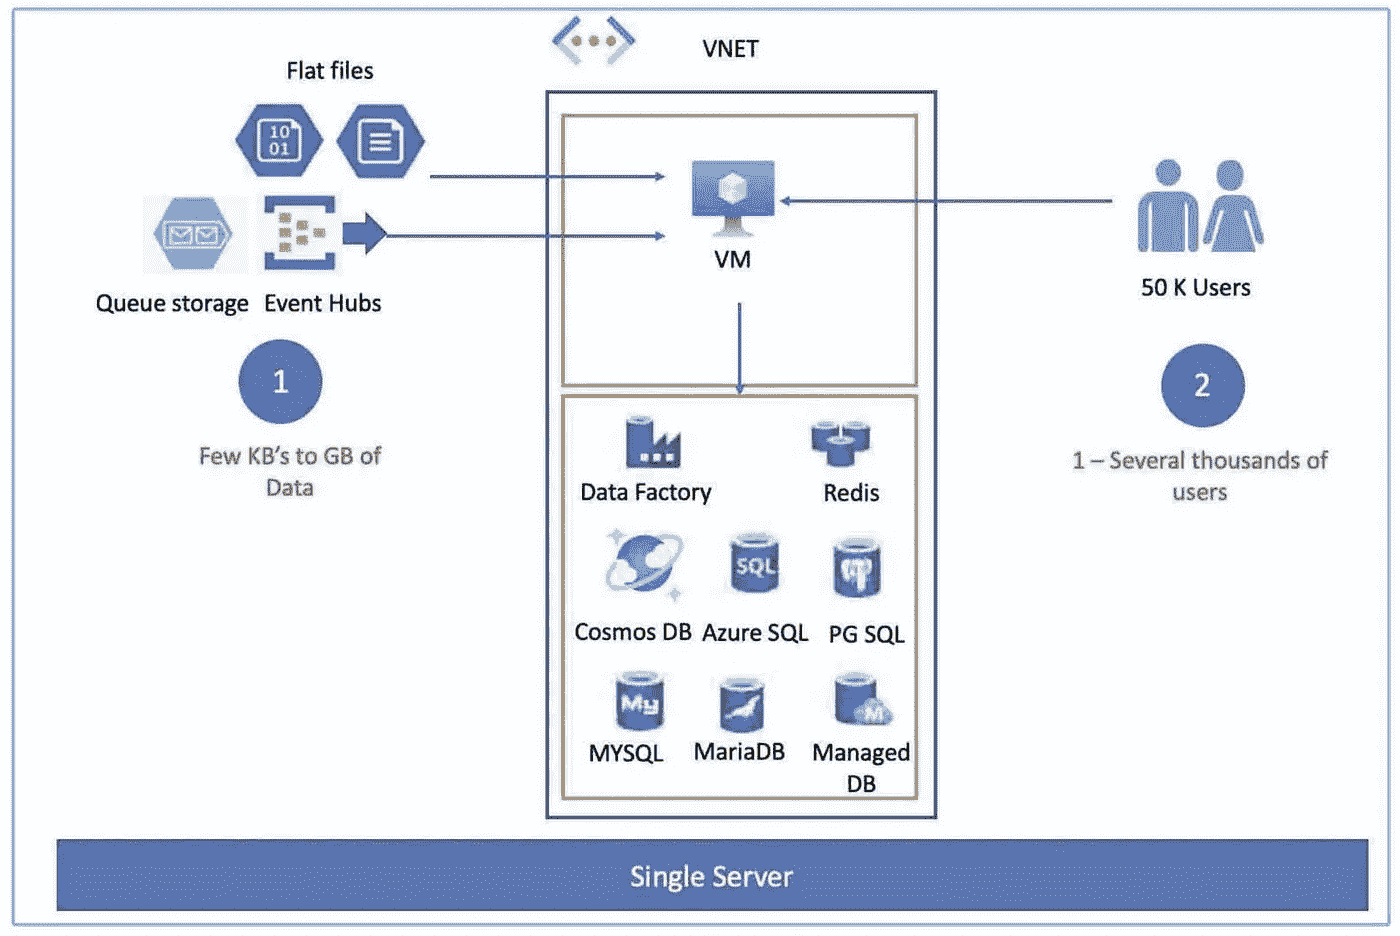 VNET
Flat files
10
01
Queue storage
Event Hubs
1
Few KB's to GB of
Data
VM
50 K Users
2
1 – Several thousands of
users
Data Factory
Redis
SQL
Cosmos DB
Azure SQL
PG SQL
My
M
MYSQL
MariaDB
Managed
DB
Single Server